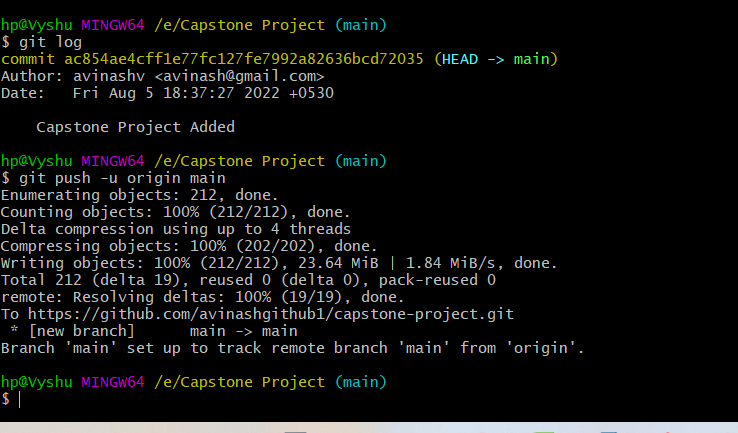 hp@Vyshu MINGW64 /e/Capstone Project (main)
$ git log
commit ac854ae4cff1e77fc127fe7992a82636bcd72035 (HEAD -> main)
Author: avinashv <avinash@gmail.com>
Date:   Fri Aug 5 18:37:27 2022 +0530

    Capstone Project Added

hp@Vyshu MINGW64 /e/Capstone Project (main)
$ git push -u origin main
Enumerating objects: 212, done.
Counting objects: 100% (212/212), done.
Delta compression using up to 4 threads
Compressing objects: 100% (202/202), done.
Writing objects: 100% (212/212), 23.64 MiB | 1.84 MiB/s, done.
Total 212 (delta 19), reused 0 (delta 0), pack-reused 0
remote: Resolving deltas: 100% (19/19), done.
To https://github.com/avinashgithub1/capstone-project.git
 * [new branch]      main -> main
Branch 'main' set up to track remote branch 'main' from 'origin'.

hp@Vyshu MINGW64 /e/Capstone Project (main)
$